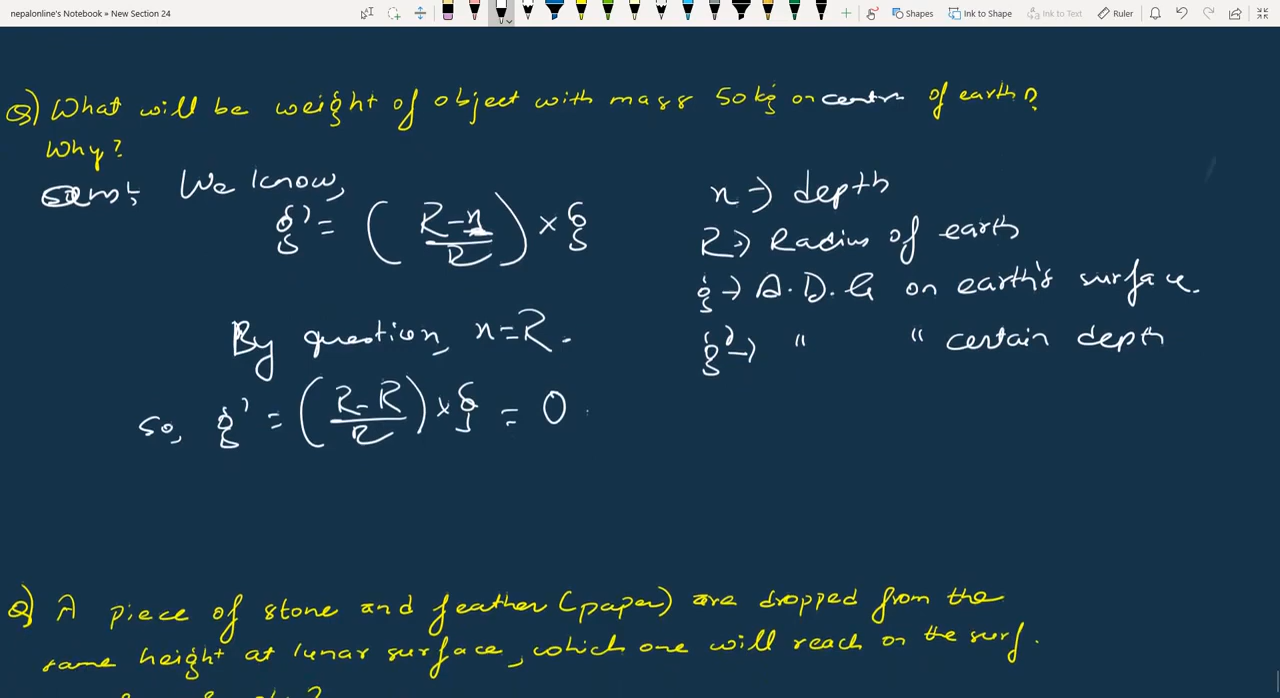 nepalonline's Notebook » New Section 24
Shapes
Ink to Shape
Ink to Text
Ruler
Q) What will be weight of object with mass 50 kg on centre of earth?
Why?
We know,
g' = (R-x/R) × g
x → depth
R → Radius of earth
g → A.D.G on earth's surface.
g' → " " certain depth
By question, x = R.
So, g' = (R-R/R) × g = 0
Q) A piece of stone and feather (paper) are dropped from the
same height at lunar surface, which one will reach on the surf.